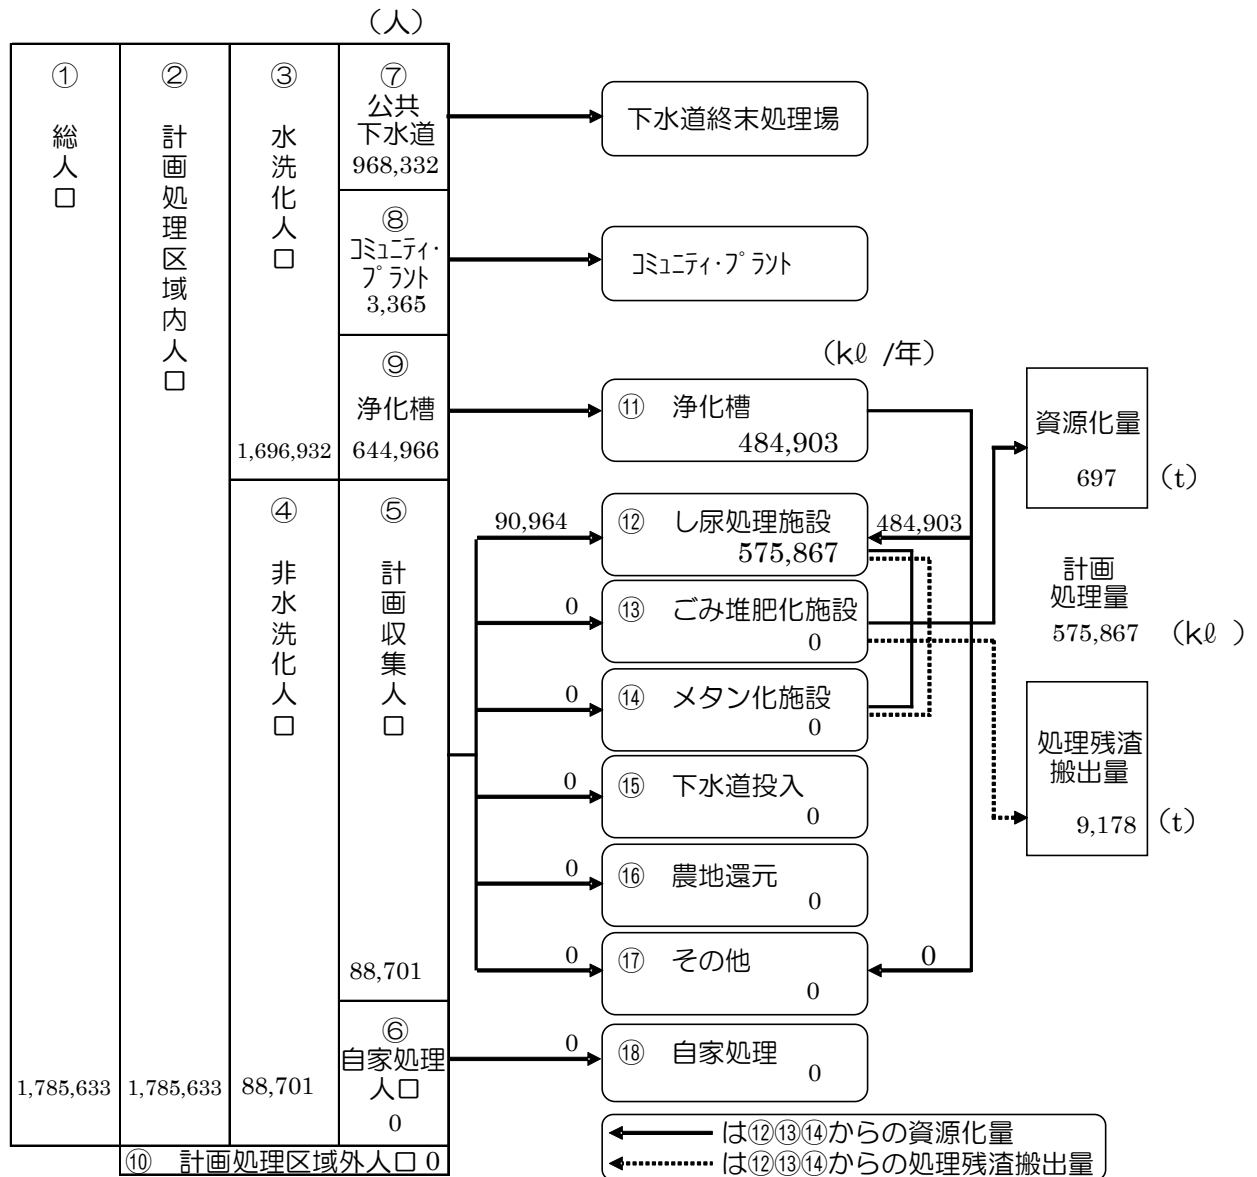 （人）
①
総人口
1,785,633
②
計画処理区域内人口
1,785,633
③
水洗化人口
1,696,932
④
非水洗化人口
88,701
⑦
公共
下水道
968,332
⑧
ｺﾐｭﾆﾃｨ･
ﾌﾟﾗﾝﾄ
3,365
⑨
浄化槽
644,966
⑤
計画収集人口
88,701
⑥
自家処理
人口
0
⑩ 計画処理区域外人口 0
下水道終末処理場
ｺﾐｭﾆﾃｨ･ﾌﾟﾗﾝﾄ
（kℓ /年）
⑪ 浄化槽
484,903
90,964
⑫ し尿処理施設
575,867
484,903
0
⑬ ごみ堆肥化施設
0
0
⑭ メタン化施設
0
0
⑮ 下水道投入
0
0
⑯ 農地還元
0
0
⑰ その他
0
0
0
⑱ 自家処理
0
資源化量
697
（t）
計画
処理量
575,867 （kℓ ）
処理残渣
搬出量
9,178 （t）
は⑫⑬⑭からの資源化量
は⑫⑬⑭からの処理残渣搬出量